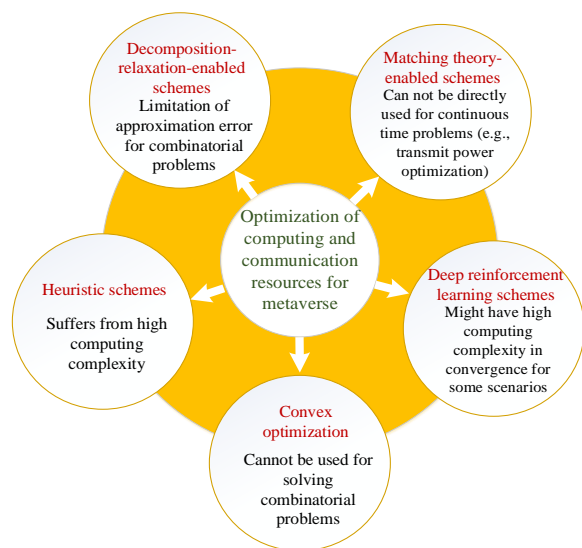 Decomposition-
relaxation-enabled
schemes
Limitation of
approximation error
for combinatorial
problems
Matching theory-
enabled schemes
Can not be directly
used for continuous
time problems (e.g.,
transmit power
optimization)
Optimization of
computing and
communication
resources for
metaverse
Heuristic schemes
Suffers from high
computing
complexity
Deep reinforcement
learning schemes
Might have high
computing
complexity in
convergence for
some scenarios
Convex
optimization
Cannot be used for
solving
combinatorial
problems